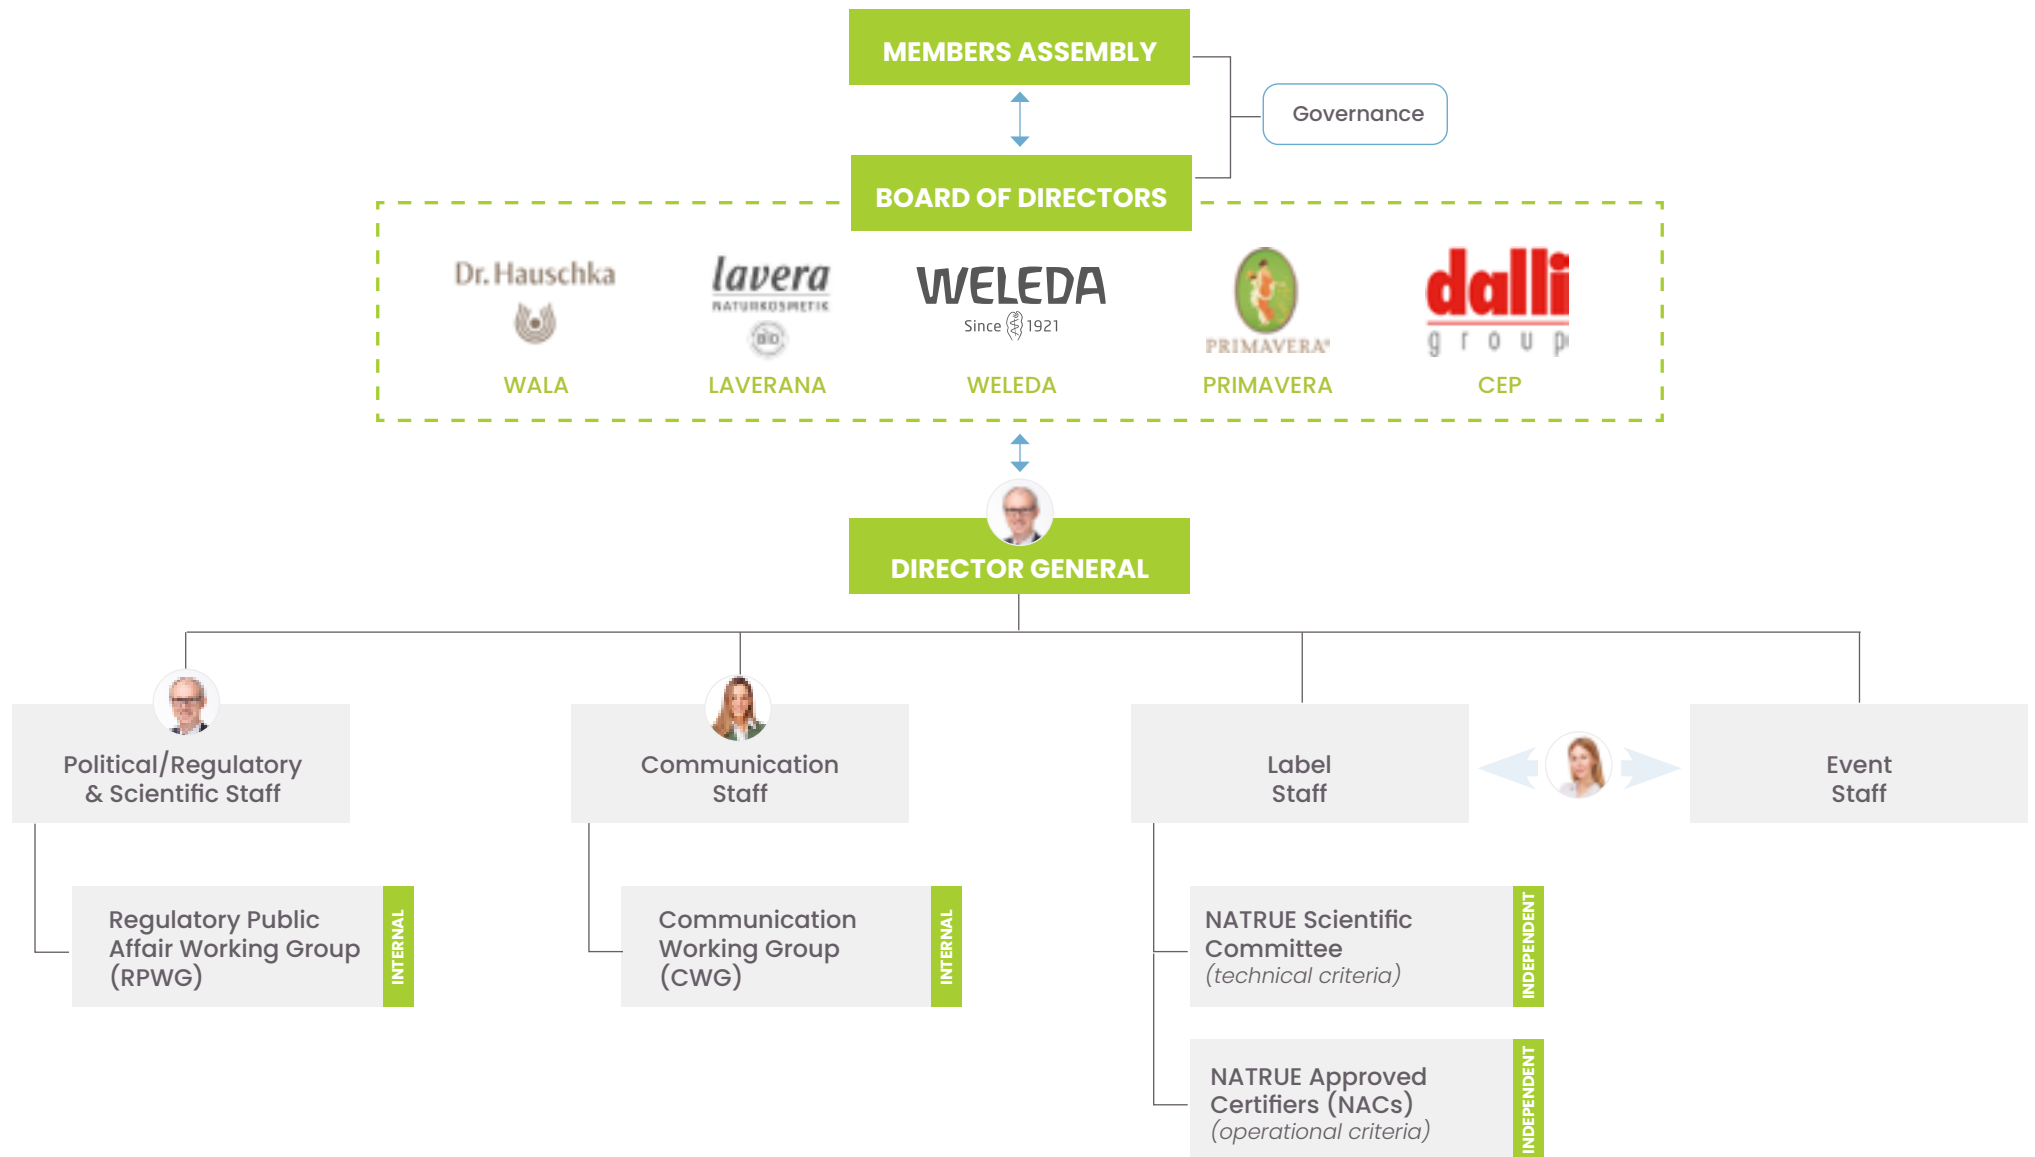 MEMBERS ASSEMBLY
Governance
BOARD OF DIRECTORS
Dr. Hauschka
lavera
NATURKOSMETIK
BIO
WELEDA
Since 1921
PRIMAVERA®
dalli
group
WALA
LAVERANA
WELEDA
PRIMAVERA
CEP
DIRECTOR GENERAL
Political/Regulatory
& Scientific Staff
Communication
Staff
Label
Staff
Event
Staff
Regulatory Public
Affair Working Group
(RPWG)
INTERNAL
Communication
Working Group
(CWG)
INTERNAL
NATRUE Scientific
Committee
(technical criteria)
INDEPENDENT
NATRUE Approved
Certifiers (NACs)
(operational criteria)
INDEPENDENT